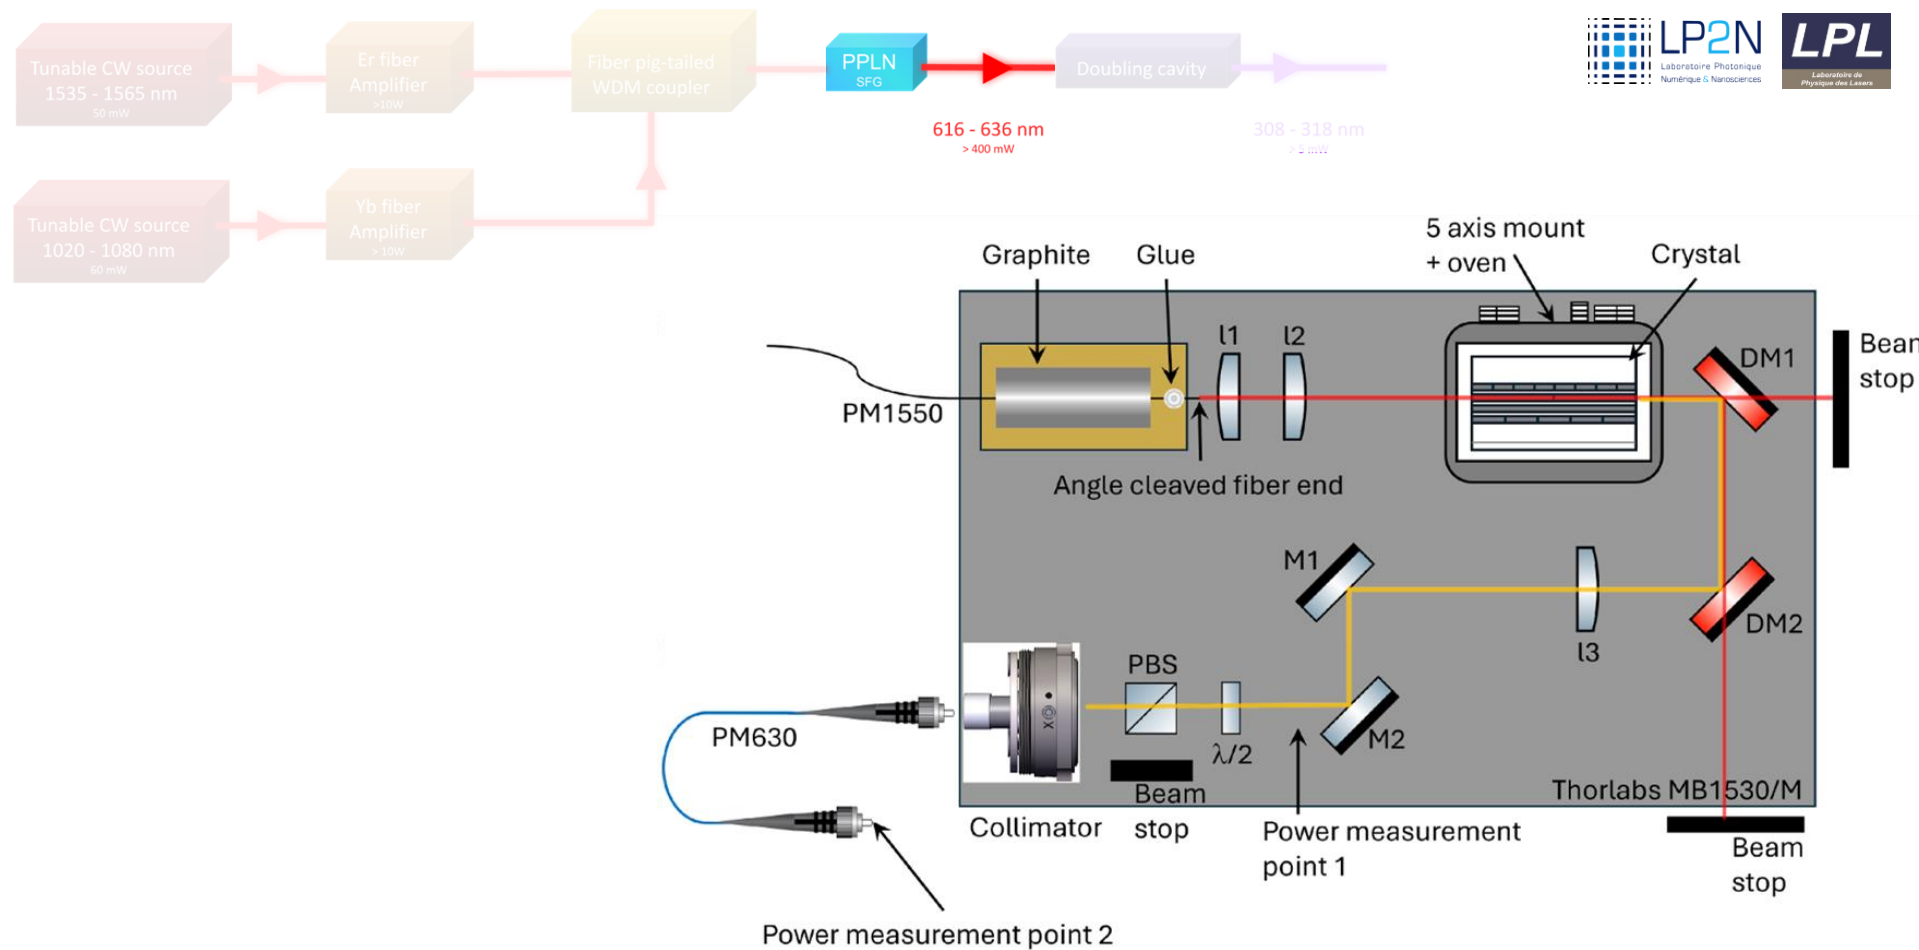 Tunable CW source
1535 - 1565 nm
50 mW
Er fiber
Amplifier
>10W
Fiber pig-tailed
WDM coupler
PPLN
SFG
Doubling cavity
616 - 636 nm
> 400 mW
308 - 318 nm
> 5 mW
LP2N
Laboratoire Photonique
Numérique & Nanosciences
LPL
Laboratoire de
Physique des Lasers
Tunable CW source
1020 - 1080 nm
60 mW
Yb fiber
Amplifier
> 10W
Graphite
Glue
5 axis mount
+ oven
Crystal
l1
l2
DM1
Beam
stop
PM1550
Angle cleaved fiber end
M1
l3
DM2
PBS
λ/2
M2
X
PM630
Thorlabs MB1530/M
Collimator
Beam
stop
Power measurement
point 1
Beam
stop
Power measurement point 2